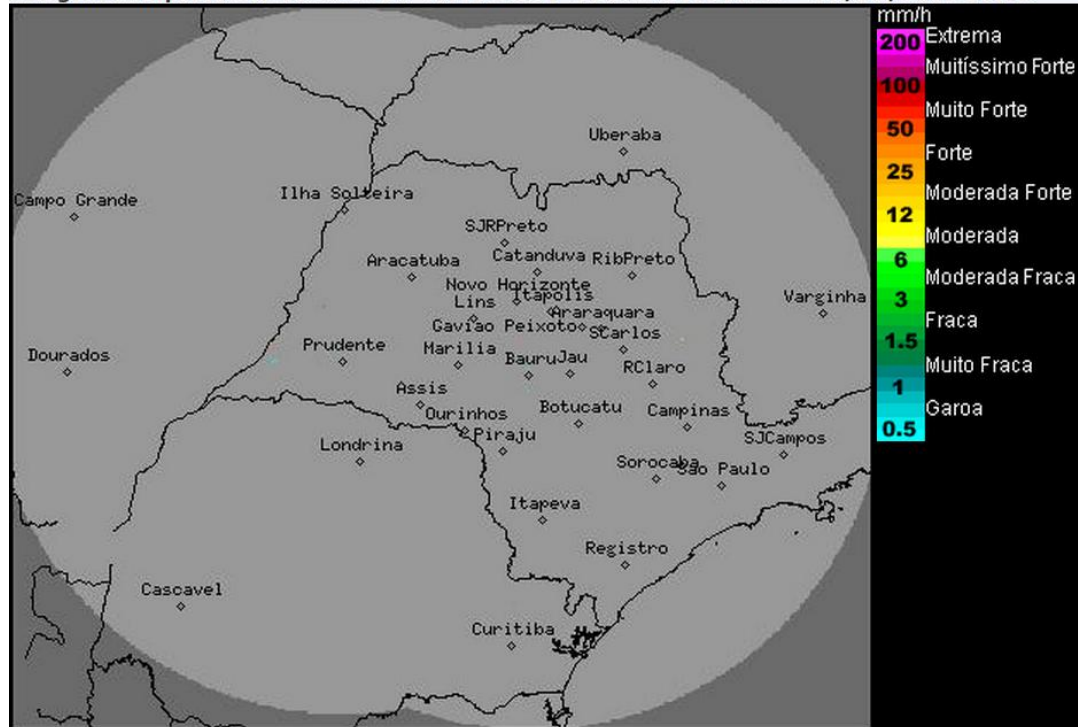 mm/h
200
Extrema
Muitíssimo Forte
100
Muito Forte
50
Forte
25
Moderada Forte
12
Moderada
6
Moderada Fraca
3
Fraca
1.5
Muito Fraca
1
Garoa
0.5
Uberaba
Campo Grande
Ilha Solteira
SJRPreto
Aracatuba
Catanduva
RibPreto
Novo Horizonte
Lins
Itapolis
Araraquara
Varginha
Gaviao Peixoto
SCarlos
Dourados
Prudente
Marilia
Bauru
Jau
RClaro
Assis
Ourinhos
Botucatu
Campinas
Piraju
Londrina
SJCampos
Sorocaba
Sao Paulo
Itapeva
Registro
Cascavel
Curitiba